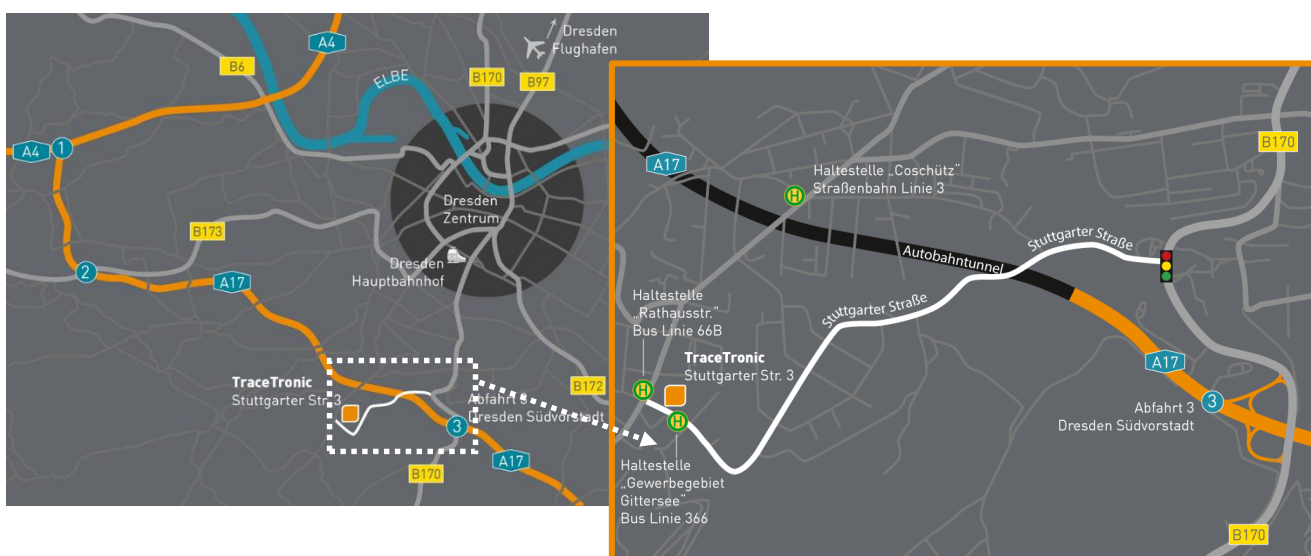 Dresden
Flughafen
A4
B6
B170
B97
ELBE
A4
1
Dresden
Zentrum
B173
2
Dresden
Hauptbahnhof
A17
TraceTronic
Stuttgarter Str. 3
B172
Abfahrt 3
Dresden Südvorstadt
3
B170
A17
B170
A17
Haltestelle „Coschütz“
Straßenbahn Linie 3
H
Stuttgarter Straße
Autobahntunnel
Haltestelle
„Rathausstr.“
Bus Linie 66B
Stuttgarter Straße
TraceTronic
Stuttgarter Str. 3
A17
H
3
Abfahrt 3
Dresden Südvorstadt
H
Haltestelle
„Gewerbegebiet
Gittersee“
Bus Linie 366
B170